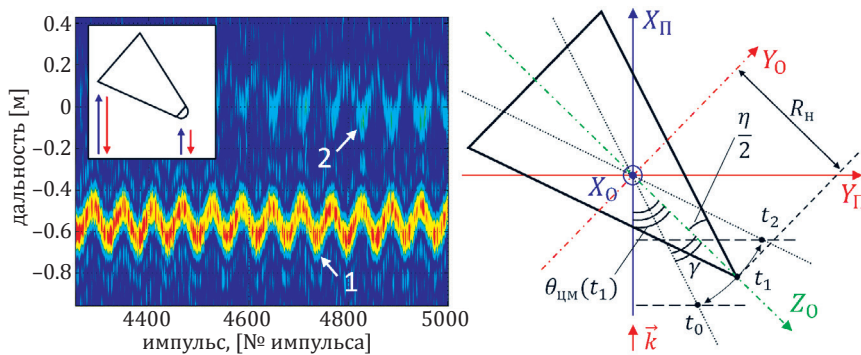 0.4
0.2
0
−0.2
−0.4
−0.6
−0.8
дальность [м]
2
1
4400 4600 4800 5000
импульс, [№ импульса]
X_П
Y_О
R_н
η/2
X_О
Y_П
t_2
γ
t_1
θ_цм(t_1)
t_0
Z_О
k⃗